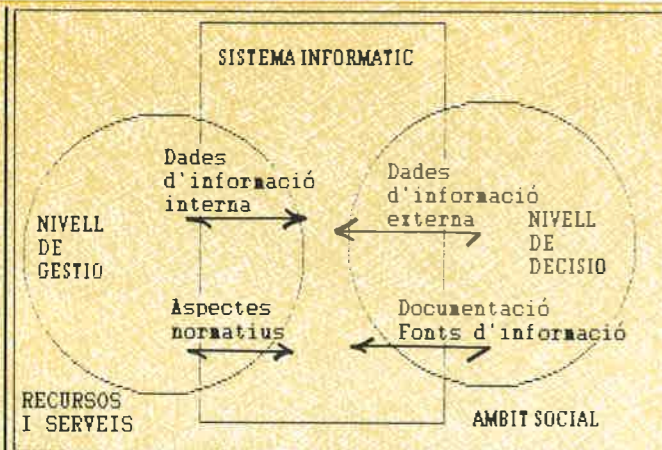 SISTEMA INFORMATIC
Dades
d'informació
interna
Dades
d'informació
externa
NIVELL
DE
GESTIO
NIVELL
DE
DECISIO
Aspectes
normatius
Documentació
Fonts d'informació
RECURSOS
I SERVEIS
AMBIT SOCIAL